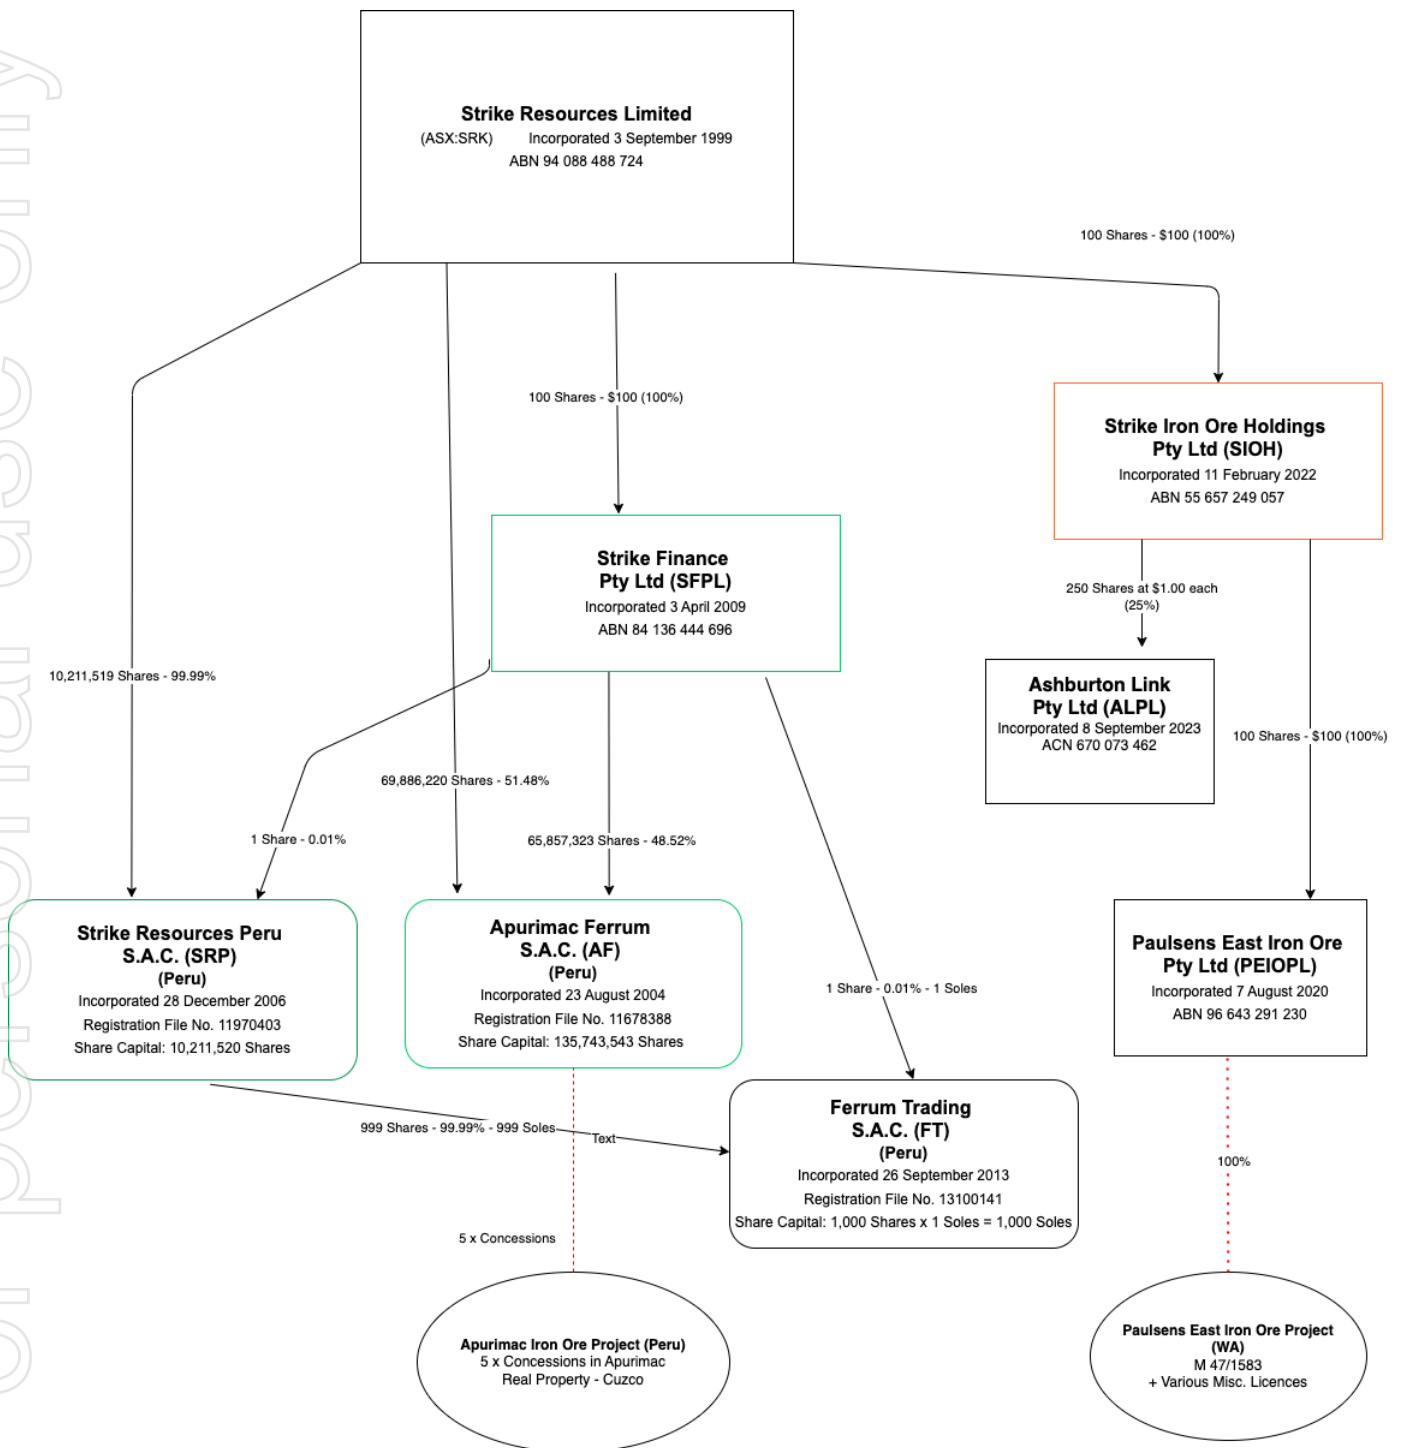 Strike Resources Limited
(ASX:SRK) Incorporated 3 September 1999
ABN 94 088 488 724
100 Shares - $100 (100%)
100 Shares - $100 (100%)
Strike Iron Ore Holdings
Pty Ltd (SIOH)
Incorporated 11 February 2022
ABN 55 657 249 057
Strike Finance
Pty Ltd (SFPL)
Incorporated 3 April 2009
ABN 84 136 444 696
250 Shares at $1.00 each
(25%)
10,211,519 Shares - 99.99%
Ashburton Link
Pty Ltd (ALPL)
Incorporated 8 September 2023
ACN 670 073 462
100 Shares - $100 (100%)
69,886,220 Shares - 51.48%
1 Share - 0.01%
65,857,323 Shares - 48.52%
Strike Resources Peru
S.A.C. (SRP)
(Peru)
Incorporated 28 December 2006
Registration File No. 11970403
Share Capital: 10,211,520 Shares
Apurimac Ferrum
S.A.C. (AF)
(Peru)
Incorporated 23 August 2004
Registration File No. 11678388
Share Capital: 135,743,543 Shares
1 Share - 0.01% - 1 Soles
Paulsens East Iron Ore
Pty Ltd (PEIOPL)
Incorporated 7 August 2020
ABN 96 643 291 230
999 Shares - 99.99% - 999 Soles
Text
Ferrum Trading
S.A.C. (FT)
(Peru)
Incorporated 26 September 2013
Registration File No. 13100141
Share Capital: 1,000 Shares x 1 Soles = 1,000 Soles
100%
5 x Concessions
Apurimac Iron Ore Project (Peru)
5 x Concessions in Apurimac
Real Property - Cuzco
Paulsens East Iron Ore Project
(WA)
M 47/1583
+ Various Misc. Licences
or personal use only